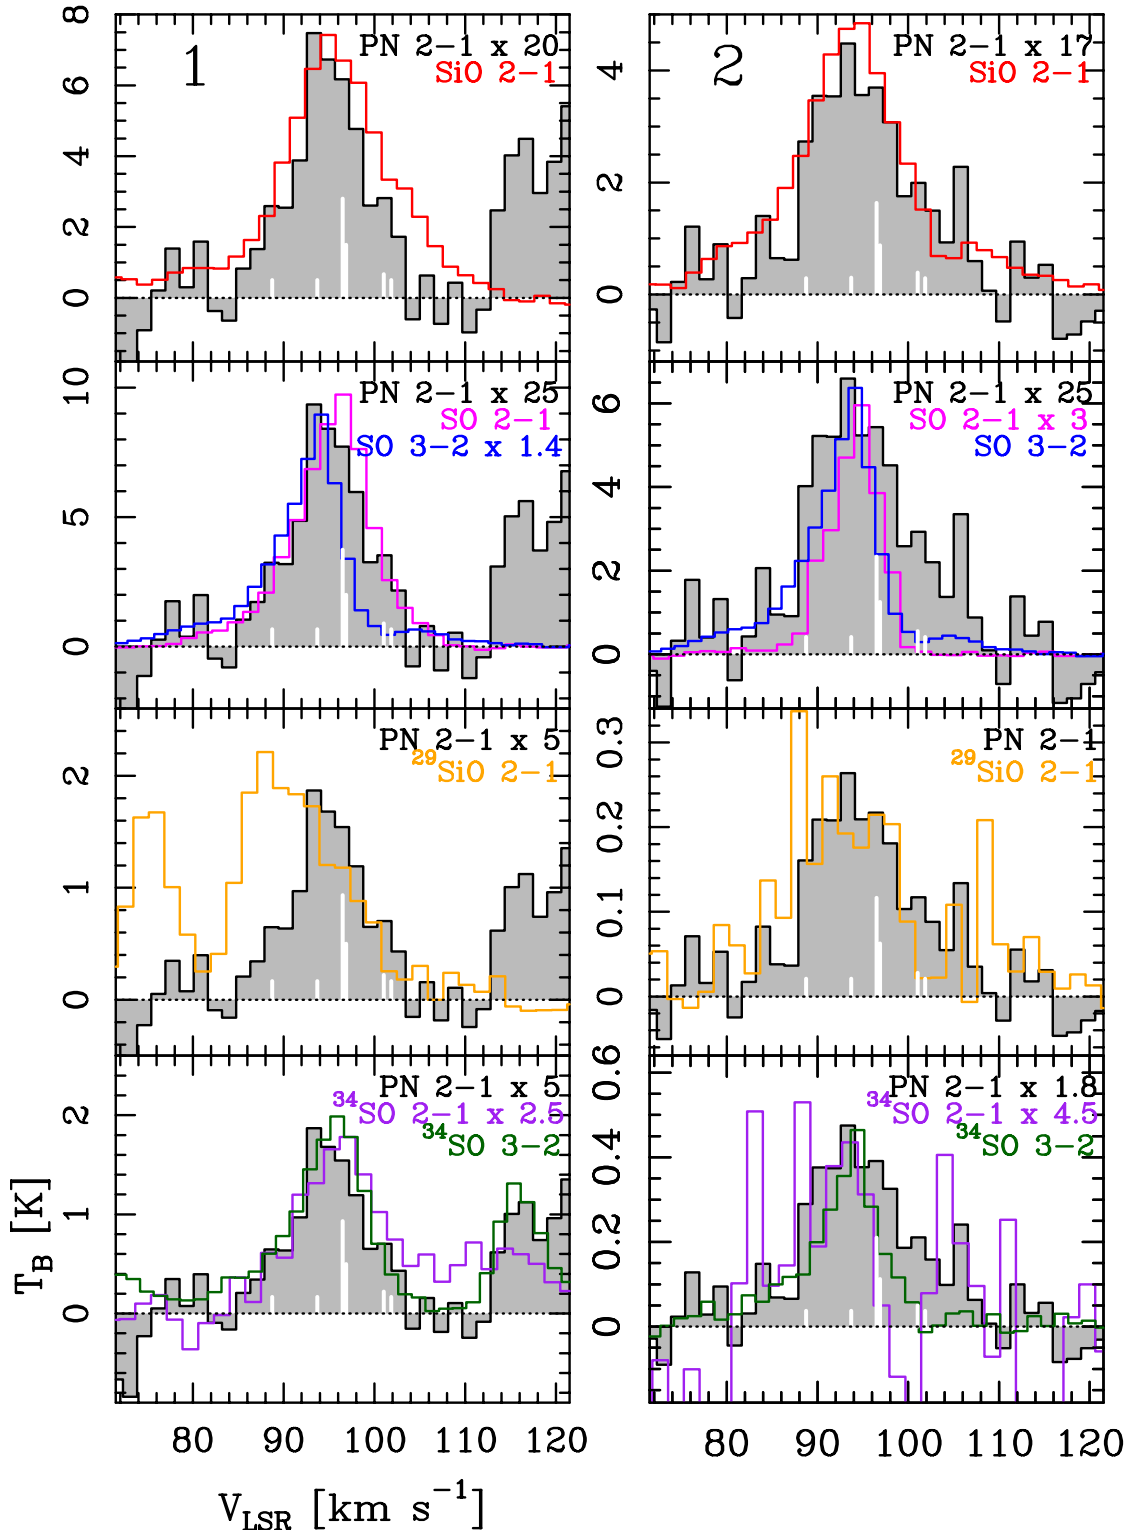 1
PN 2-1 x 20
SiO 2-1
8
6
4
2
0
2
PN 2-1 x 17
SiO 2-1
4
2
0
PN 2-1 x 25
SO 2-1
SO 3-2 x 1.4
10
5
0
PN 2-1 x 25
SO 2-1 x 3
SO 3-2
6
4
2
0
PN 2-1 x 5
²⁹SiO 2-1
2
1
0
PN 2-1
²⁹SiO 2-1
0.3
0.2
0.1
0
PN 2-1 x 5
³⁴SO 2-1 x 2.5
³⁴SO 3-2
2
1
0
PN 2-1 x 1.8
³⁴SO 2-1 x 4.5
³⁴SO 3-2
0.6
0.4
0.2
0
T_B [K]
80 90 100 110 120
80 90 100 110 120
V_LSR [km s⁻¹]